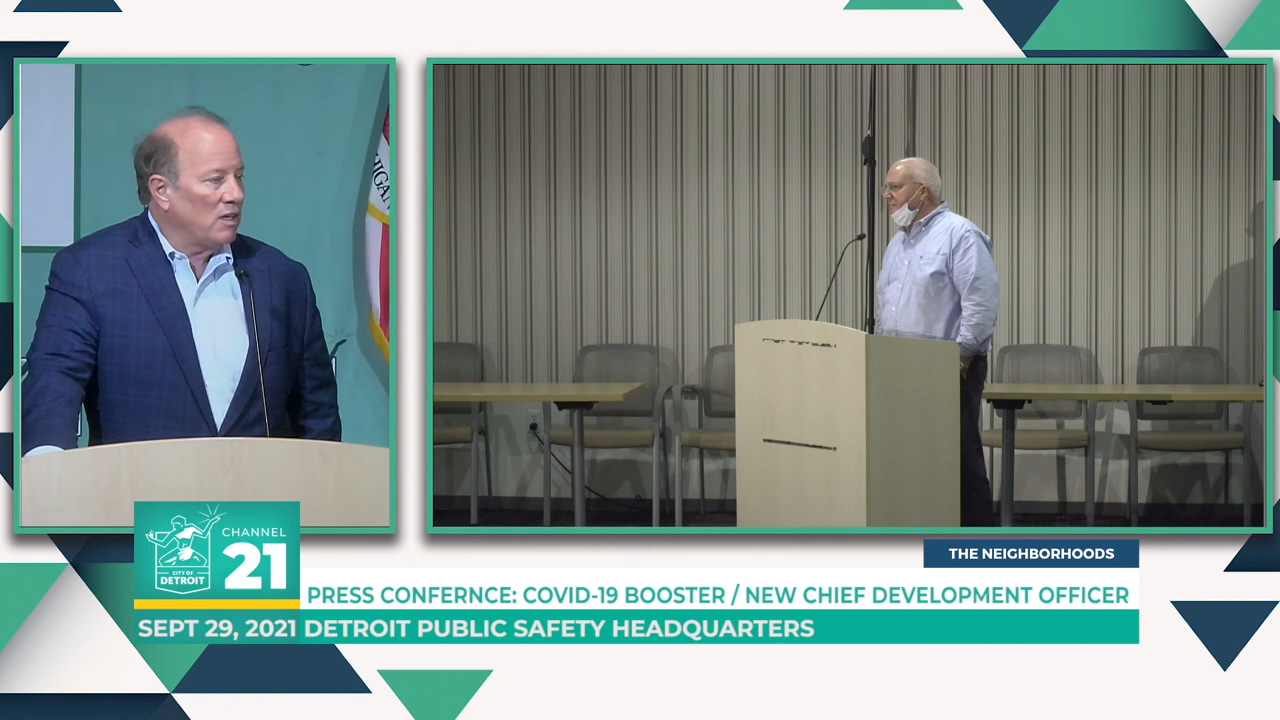 HIGAN
CITY OF
DETROIT
CHANNEL
21
THE NEIGHBORHOODS
PRESS CONFERNCE: COVID-19 BOOSTER / NEW CHIEF DEVELOPMENT OFFICER
SEPT 29, 2021 DETROIT PUBLIC SAFETY HEADQUARTERS